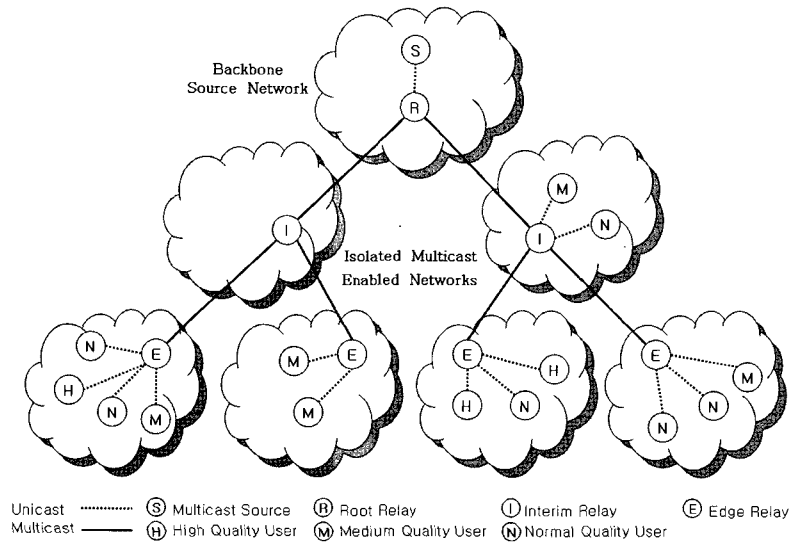 Backbone
Source Network
S
R
M
N
I
I
Isolated Multicast
Enabled Networks
N
E
H
N
M
M
E
M
E
H
H
N
E
M
N
N
Unicast S Multicast Source R Root Relay I Interim Relay E Edge Relay
Multicast H High Quality User M Medium Quality User N Normal Quality User